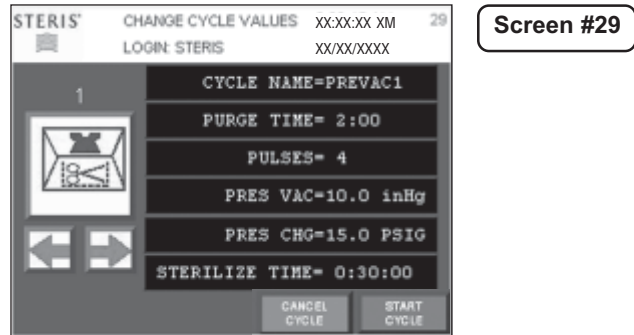 STERIS® CHANGE CYCLE VALUES XX:XX:XX XM 29
LOGIN: STERIS XX/XX/XXXX
Screen #29
1
CYCLE NAME=PREVAC1
PURGE TIME= 2:00
PULSES= 4
PRES VAC=10.0 inHg
PRES CHG=15.0 PSIG
STERILIZE TIME= 0:30:00
CANCEL CYCLE
START CYCLE